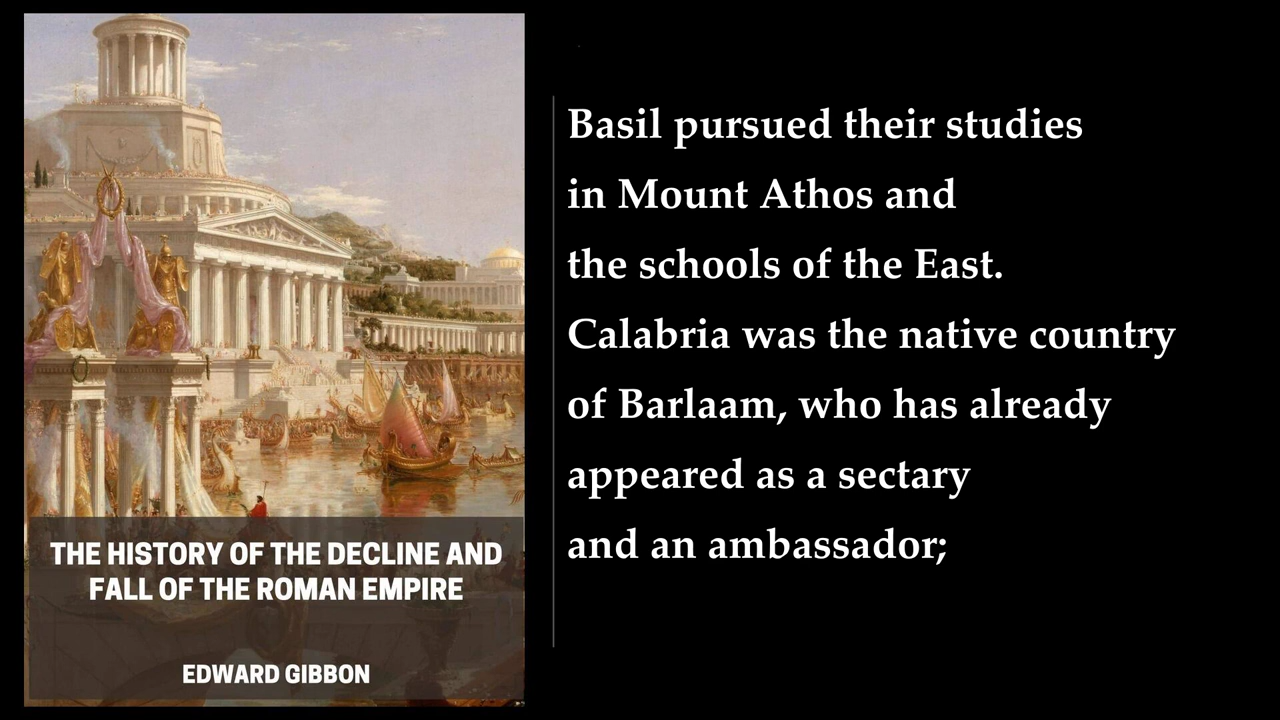 THE HISTORY OF THE DECLINE AND
FALL OF THE ROMAN EMPIRE
EDWARD GIBBON
Basil pursued their studies
in Mount Athos and
the schools of the East.
Calabria was the native country
of Barlaam, who has already
appeared as a sectary
and an ambassador;